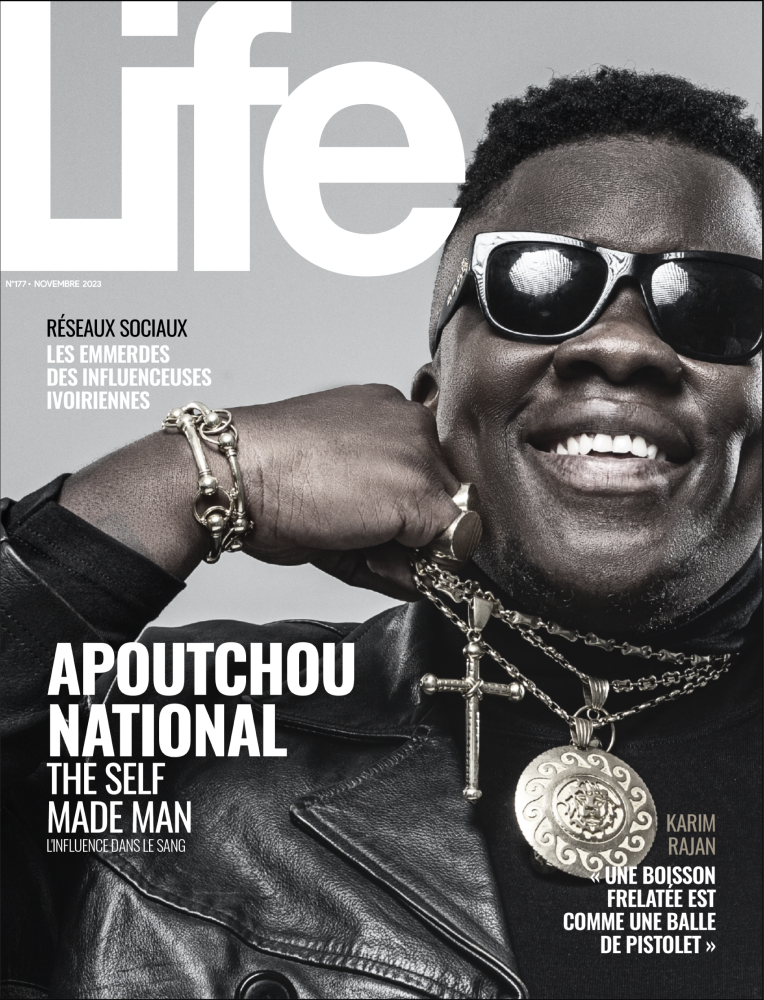 Life
N°177 • NOVEMBRE 2023
RÉSEAUX SOCIAUX
LES EMMERDES
DES INFLUENCEUSES
IVOIRIENNES
APOUTCHOU
NATIONAL
THE SELF
MADE MAN
L'INFLUENCE DANS LE SANG
KARIM
RAJAN
« UNE BOISSON
FRELATÉE EST
COMME UNE BALLE
DE PISTOLET »